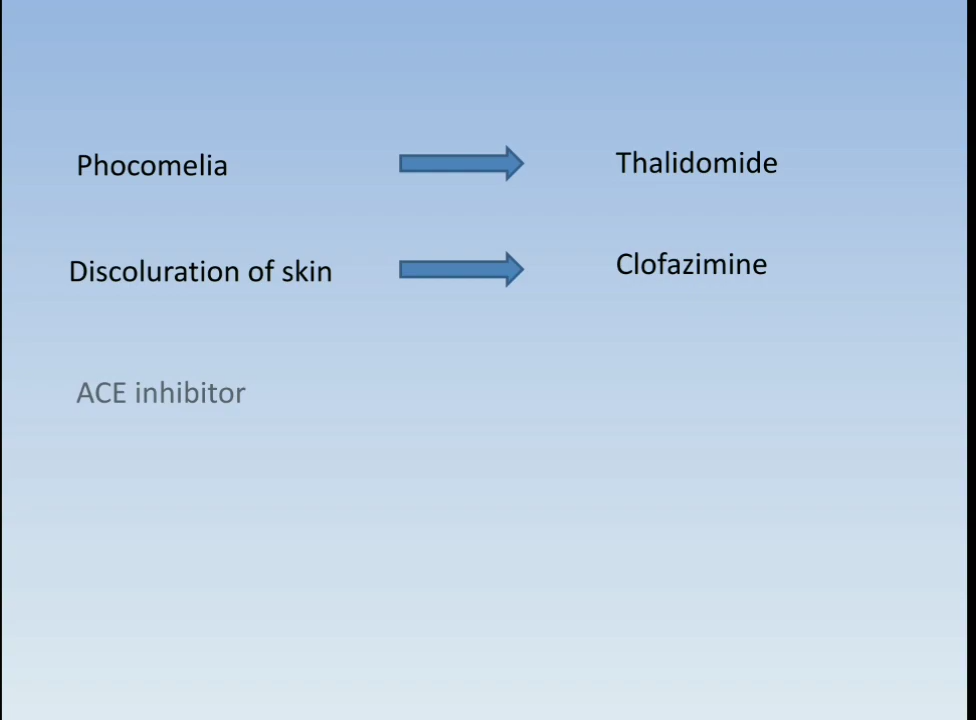 Phocomelia
Thalidomide
Discoluration of skin
Clofazimine
ACE inhibitor